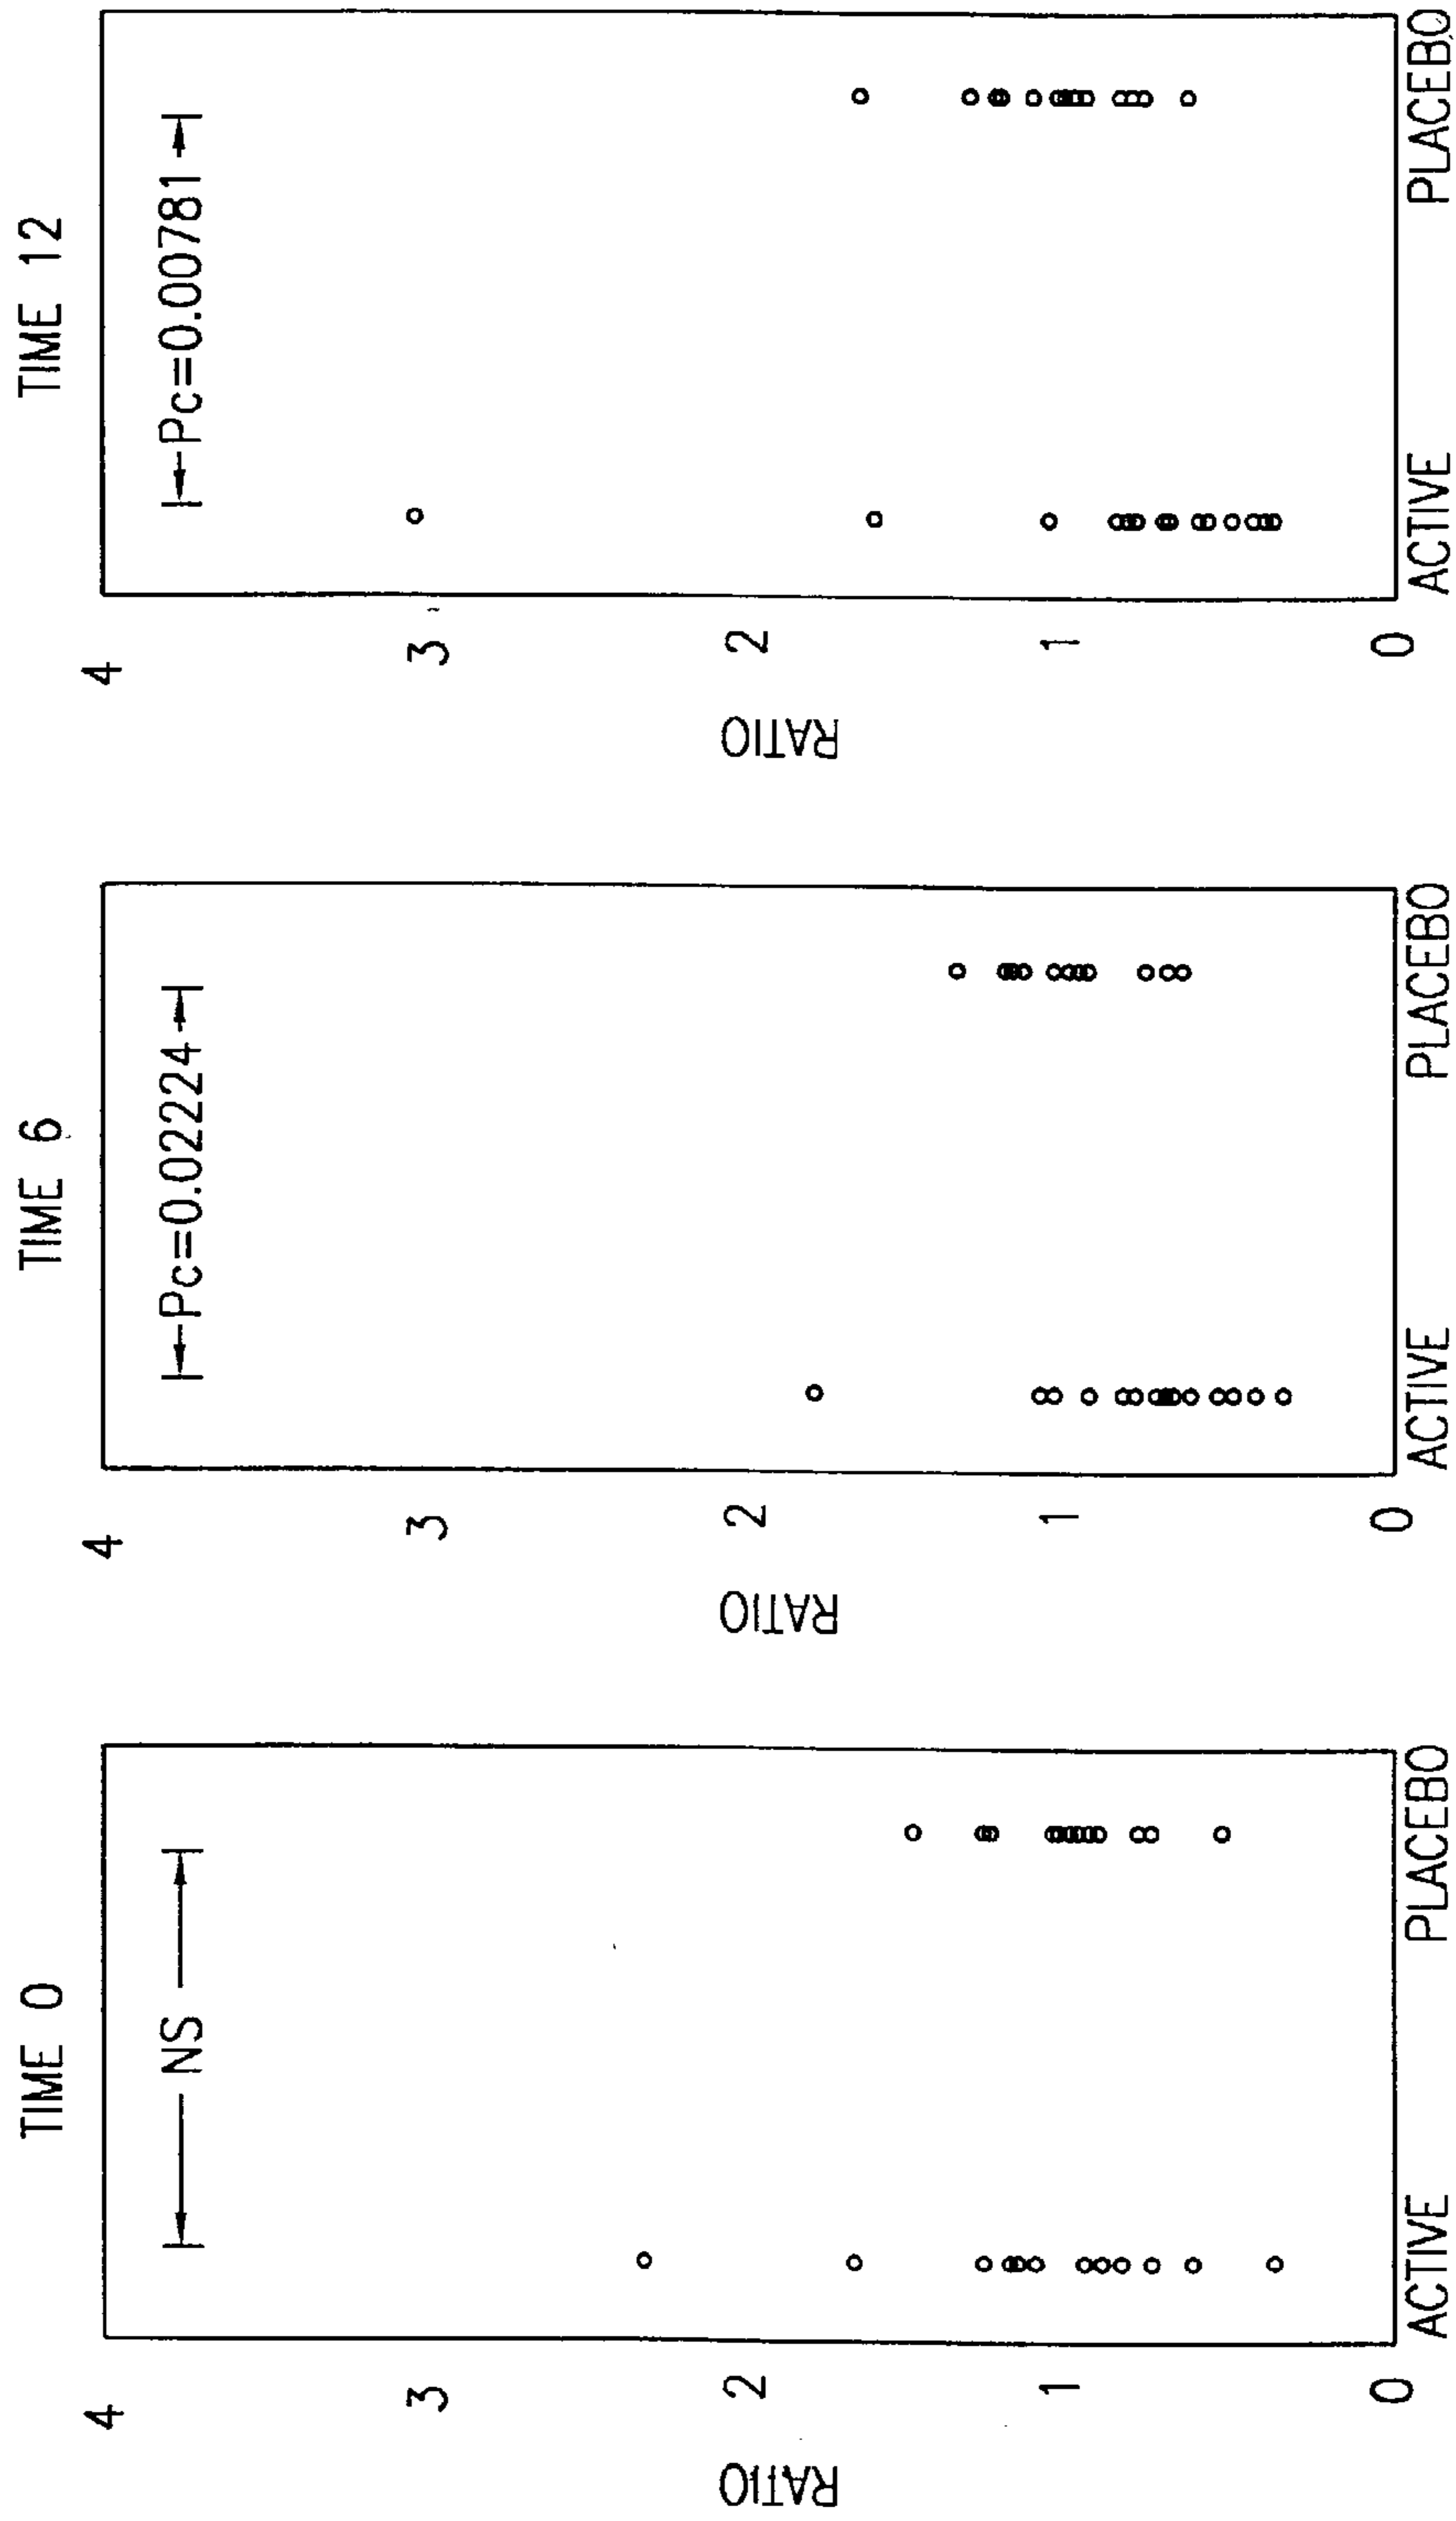 TIME 0
NS
4
3
2
1
0
RATIO
ACTIVE PLACEBO
TIME 6
Pc=0.02224
4
3
2
1
0
RATIO
ACTIVE PLACEBO
TIME 12
Pc=0.00781
4
3
2
1
0
RATIO
ACTIVE PLACEBO